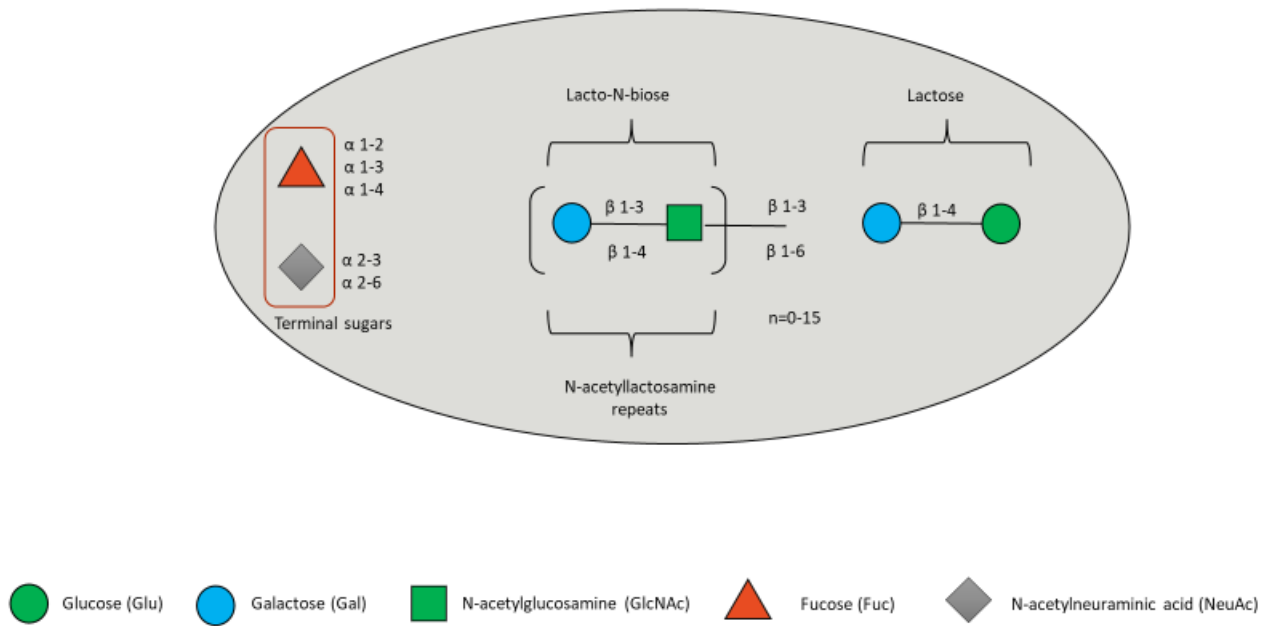 Lacto-N-biose
Lactose
α 1-2
α 1-3
α 1-4
β 1-3
β 1-4
β 1-3
β 1-6
β 1-4
α 2-3
α 2-6
Terminal sugars
n=0-15
N-acetyllactosamine
repeats
Glucose (Glu)
Galactose (Gal)
N-acetylglucosamine (GlcNAc)
Fucose (Fuc)
N-acetylneuraminic acid (NeuAc)